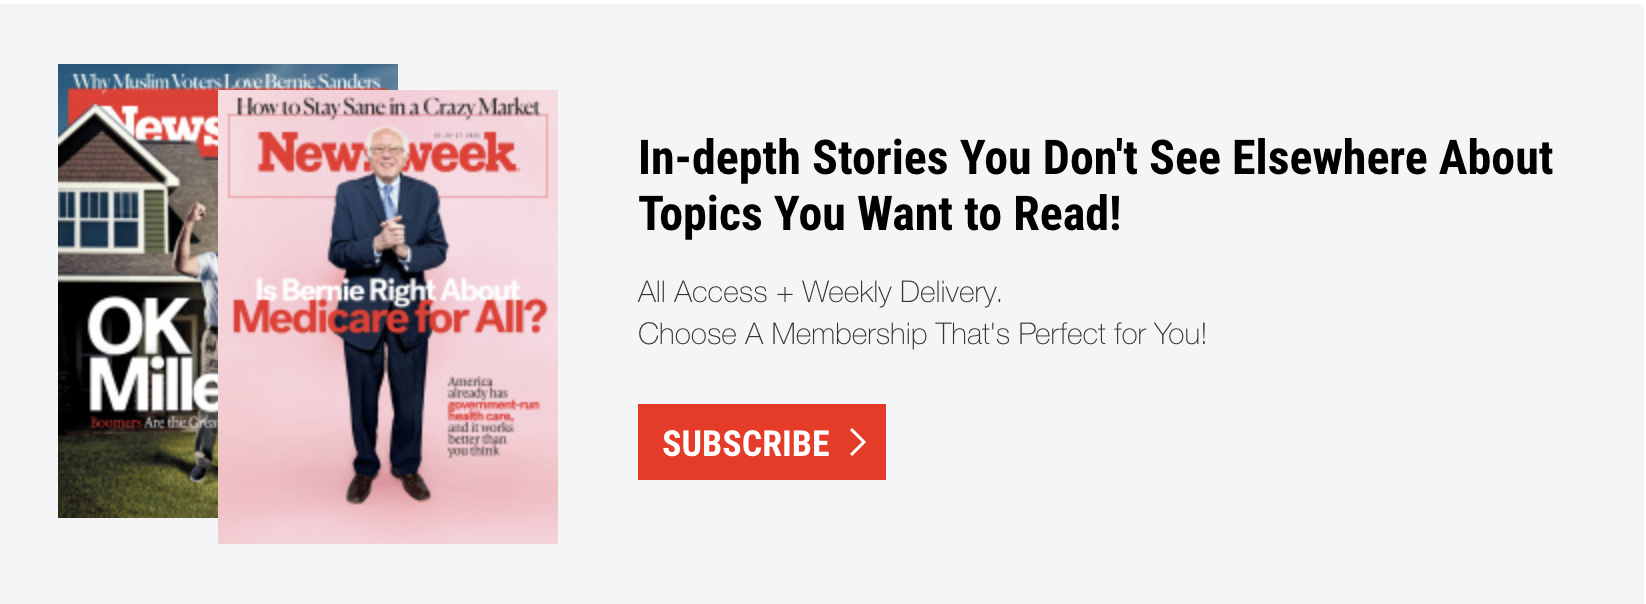 Why Muslim Voters Love Bernie Sanders
News
OK
Mille
Boomers Are the Grea
How to Stay Sane in a Crazy Market
Newsweek
Is Bernie Right About
Medicare for All?
America
already has
government-run
health care,
and it works
better than
you think
In-depth Stories You Don't See Elsewhere About
Topics You Want to Read!
All Access + Weekly Delivery.
Choose A Membership That's Perfect for You!
SUBSCRIBE